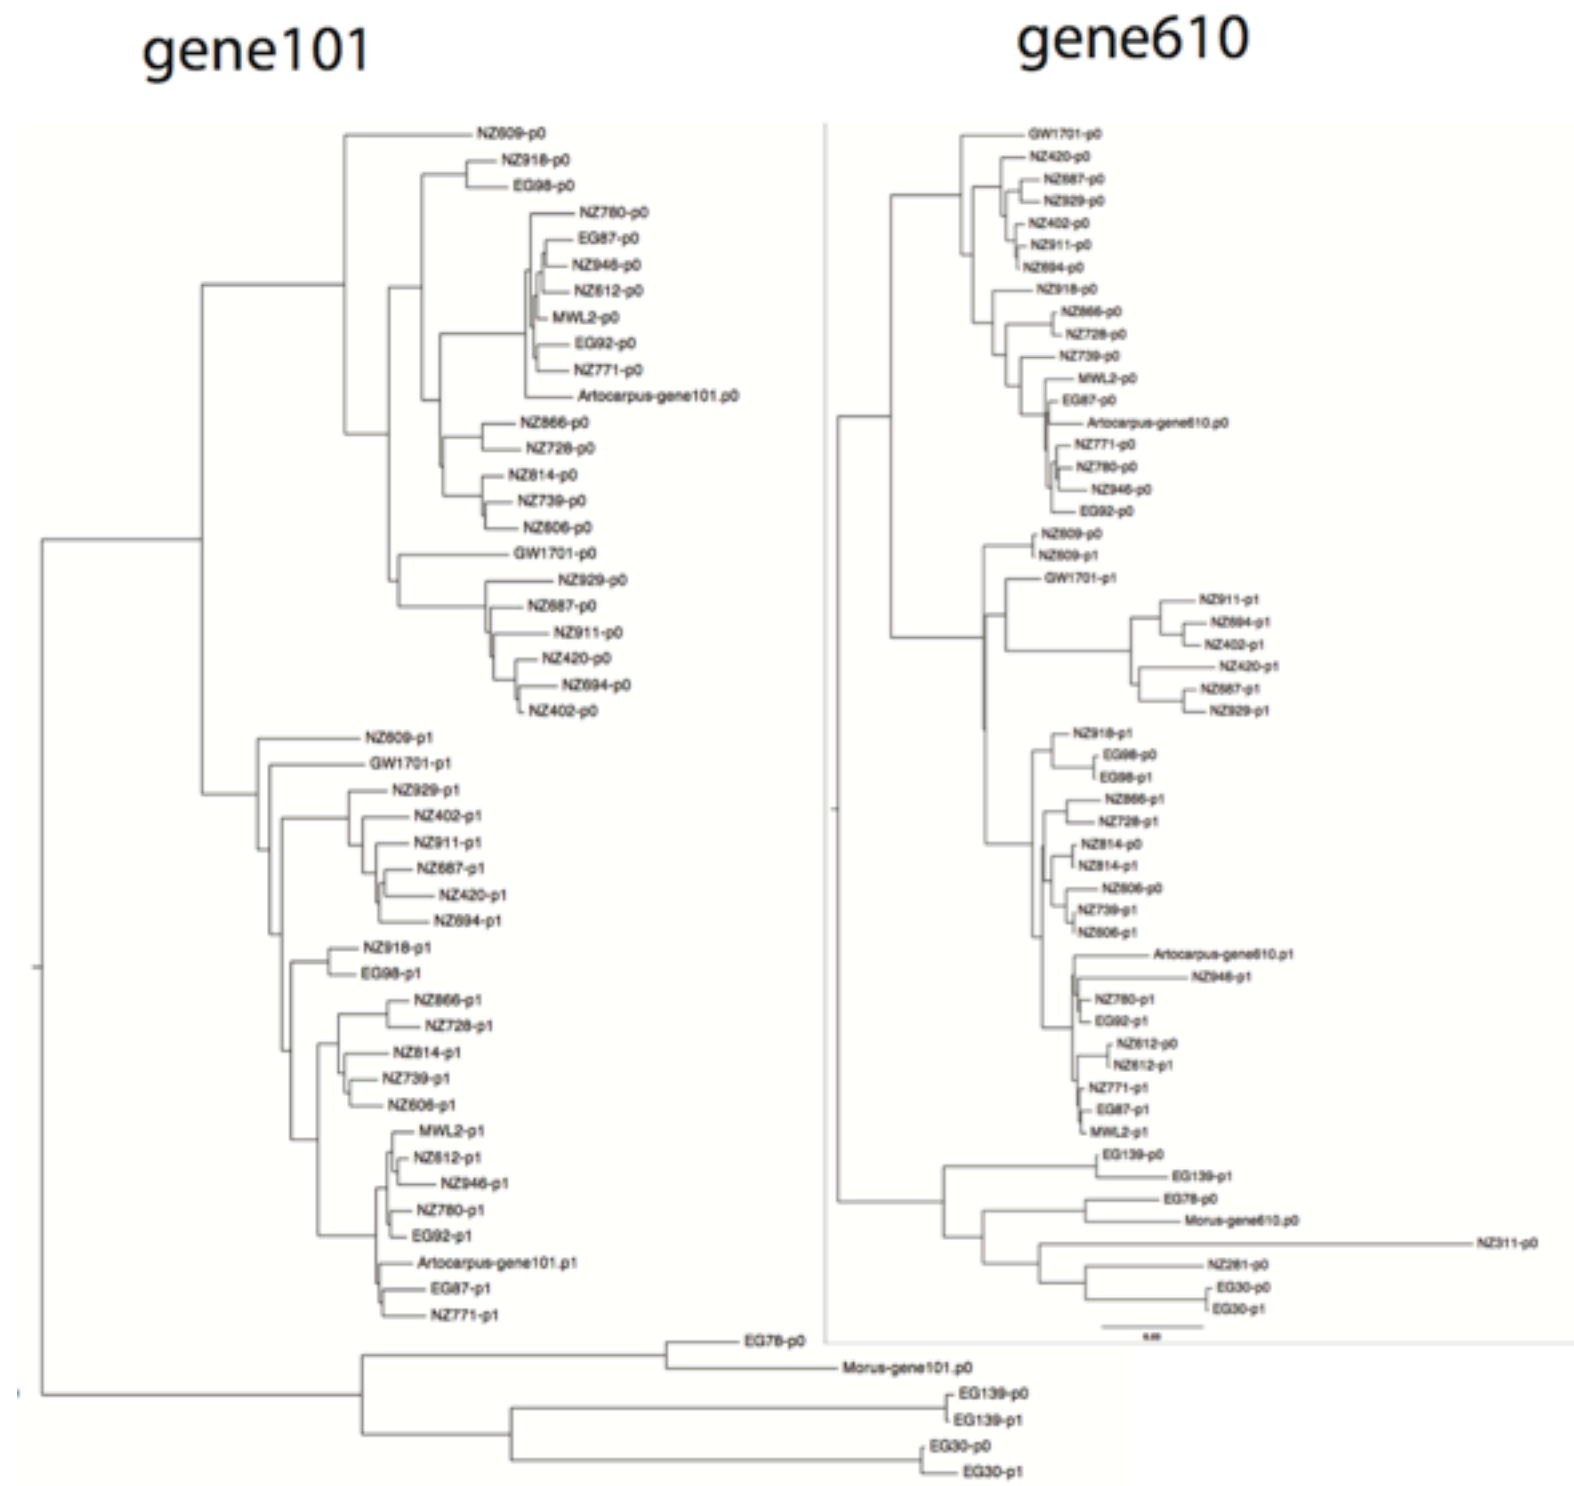 gene101
NZ609-p0
NZ918-p0
EG98-p0
NZ780-p0
EG87-p0
NZ946-p0
NZ612-p0
MWL2-p0
EG92-p0
NZ771-p0
Artocarpus-gene101.p0
NZ866-p0
NZ728-p0
NZ814-p0
NZ739-p0
NZ606-p0
GW1701-p0
NZ929-p0
NZ687-p0
NZ911-p0
NZ420-p0
NZ694-p0
NZ402-p0
NZ609-p1
GW1701-p1
NZ929-p1
NZ402-p1
NZ911-p1
NZ687-p1
NZ420-p1
NZ694-p1
NZ918-p1
EG98-p1
NZ866-p1
NZ728-p1
NZ814-p1
NZ739-p1
NZ606-p1
MWL2-p1
NZ612-p1
NZ946-p1
NZ780-p1
EG92-p1
Artocarpus-gene101.p1
EG87-p1
NZ771-p1
EG78-p0
Morus-gene101.p0
EG139-p0
EG139-p1
EG30-p0
EG30-p1
gene610
GW1701-p0
NZ420-p0
NZ687-p0
NZ929-p0
NZ402-p0
NZ911-p0
NZ694-p0
NZ918-p0
NZ866-p0
NZ728-p0
NZ739-p0
MWL2-p0
EG87-p0
Artocarpus-gene610.p0
NZ771-p0
NZ780-p0
NZ946-p0
EG92-p0
NZ609-p0
NZ609-p1
GW1701-p1
NZ911-p1
NZ694-p1
NZ402-p1
NZ420-p1
NZ687-p1
NZ929-p1
NZ918-p1
EG98-p0
EG98-p1
NZ866-p1
NZ728-p1
NZ814-p0
NZ814-p1
NZ606-p0
NZ739-p1
NZ606-p1
Artocarpus-gene610.p1
NZ946-p1
NZ780-p1
EG92-p1
NZ612-p0
NZ612-p1
NZ771-p1
EG87-p1
MWL2-p1
EG139-p0
EG139-p1
EG78-p0
Morus-gene610.p0
NZ311-p0
NZ281-p0
EG30-p0
EG30-p1